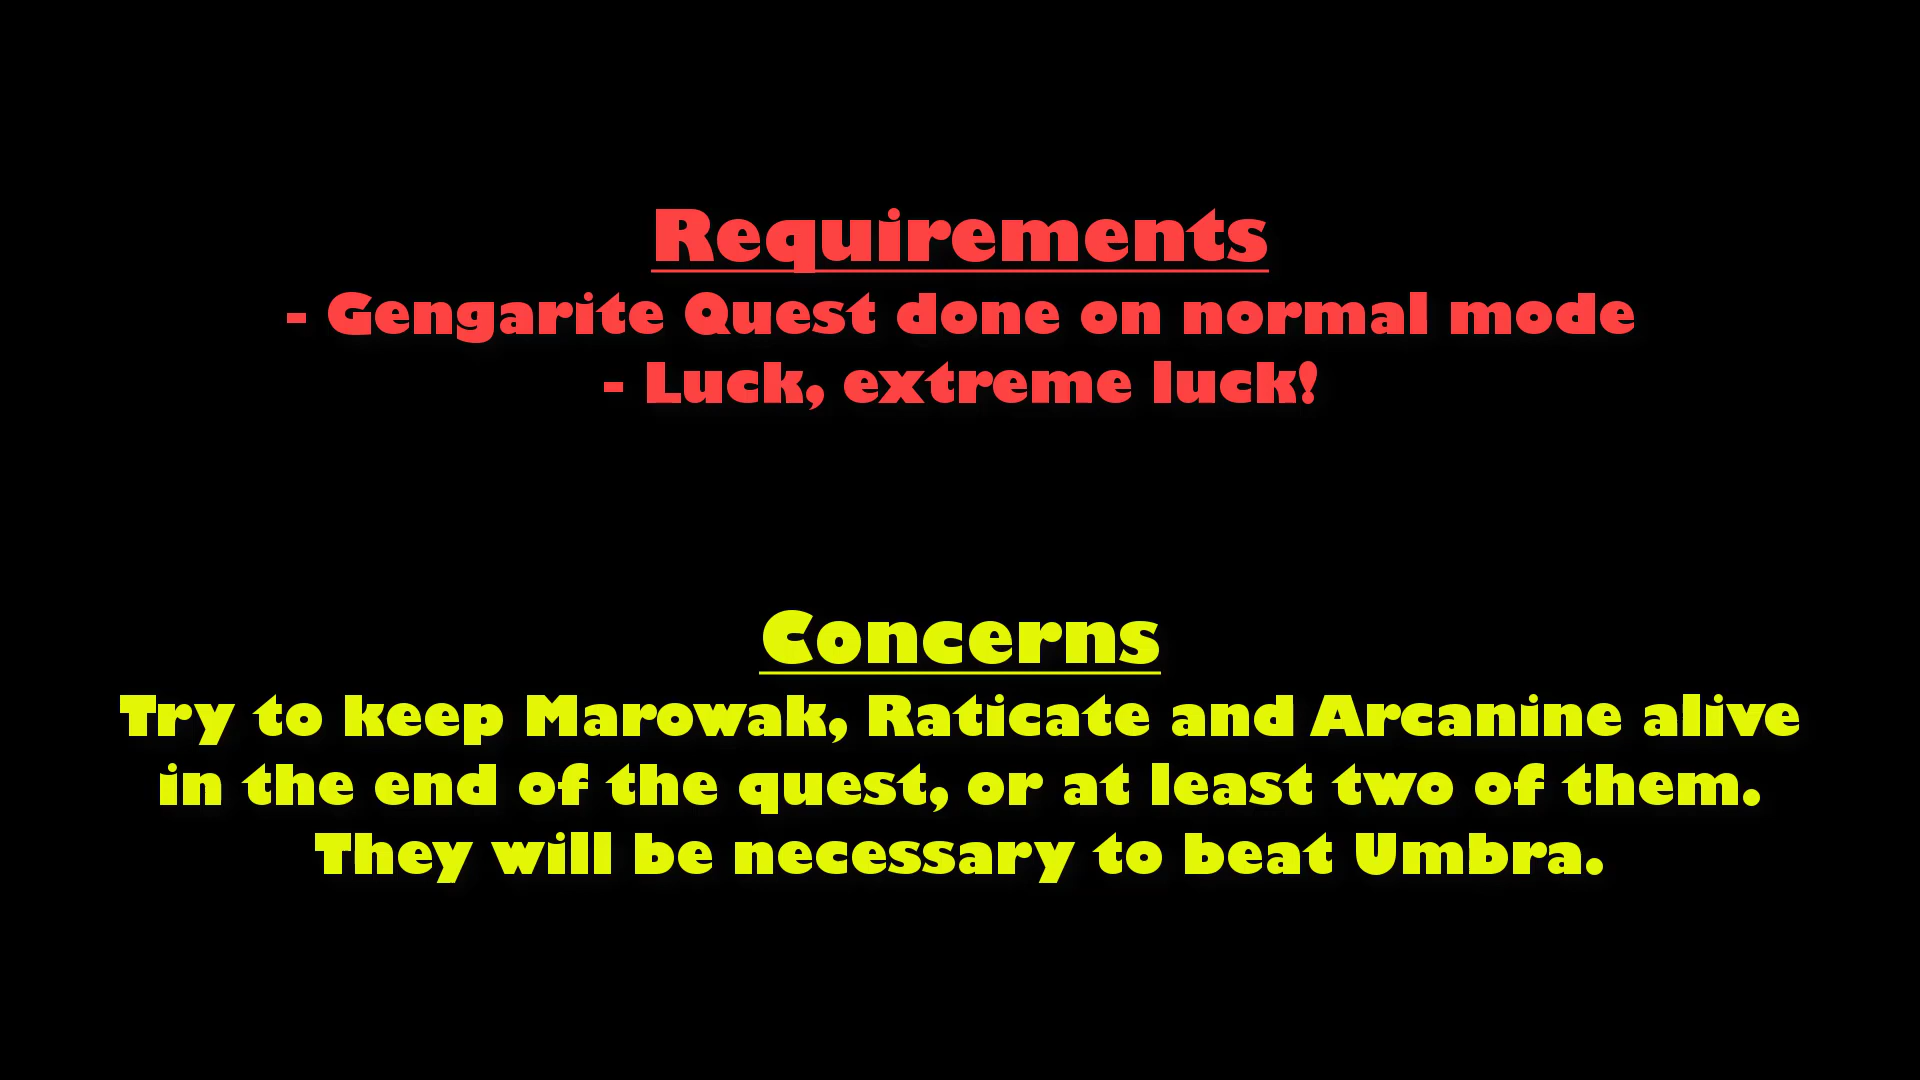 Requirements
- Gengarite Quest done on normal mode
- Luck, extreme luck!
Concerns
Try to keep Marowak, Raticate and Arcanine alive
in the end of the quest, or at least two of them.
They will be necessary to beat Umbra.